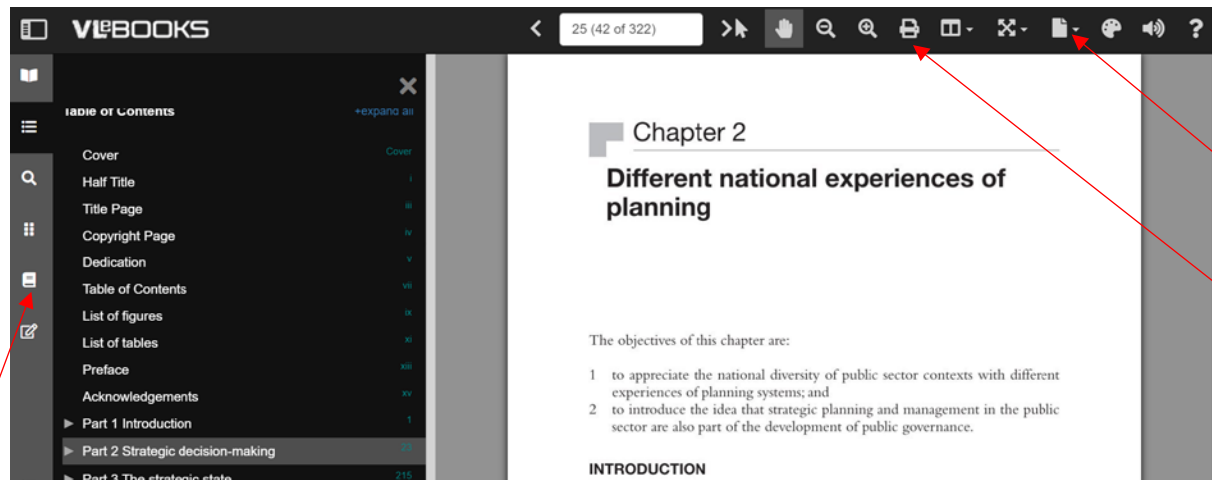 VLeBOOKS
25 (42 of 322)
?
Table of Contents +expand all
Cover Cover
Half Title i
Title Page iii
Copyright Page iv
Dedication v
Table of Contents vii
List of figures ix
List of tables xi
Preface xiii
Acknowledgements xv
Part 1 Introduction 1
Part 2 Strategic decision-making 23
Part 3 The strategic state 215
Chapter 2
Different national experiences of
planning
The objectives of this chapter are:
1 to appreciate the national diversity of public sector contexts with different
experiences of planning systems; and
2 to introduce the idea that strategic planning and management in the public
sector are also part of the development of public governance.
INTRODUCTION